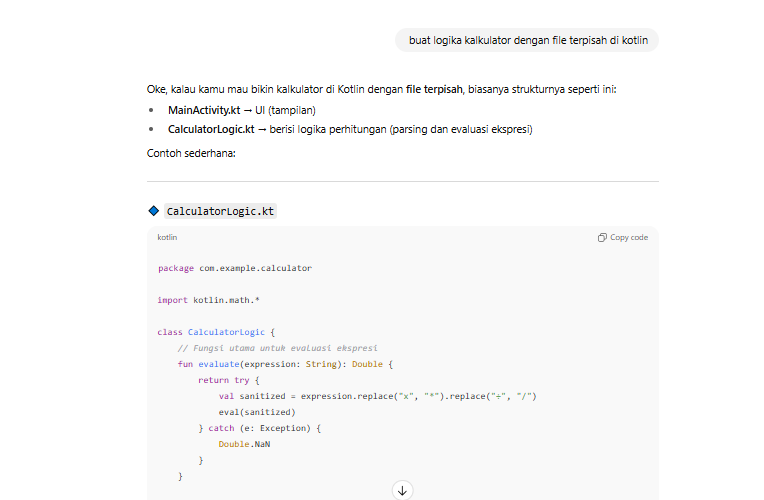 buat logika kalkulator dengan file terpisah di kotlin
Oke, kalau kamu mau bikin kalkulator di Kotlin dengan file terpisah, biasanya strukturnya seperti ini:
• MainActivity.kt → UI (tampilan)
• CalculatorLogic.kt → berisi logika perhitungan (parsing dan evaluasi ekspresi)
Contoh sederhana:
CalculatorLogic.kt
kotlin
Copy code
package com.example.calculator
import kotlin.math.*
class CalculatorLogic {
// Fungsi utama untuk evaluasi ekspresi
fun evaluate(expression: String): Double {
return try {
val sanitized = expression.replace("x", "*").replace("÷", "/")
eval(sanitized)
} catch (e: Exception) {
Double.NaN
}
}